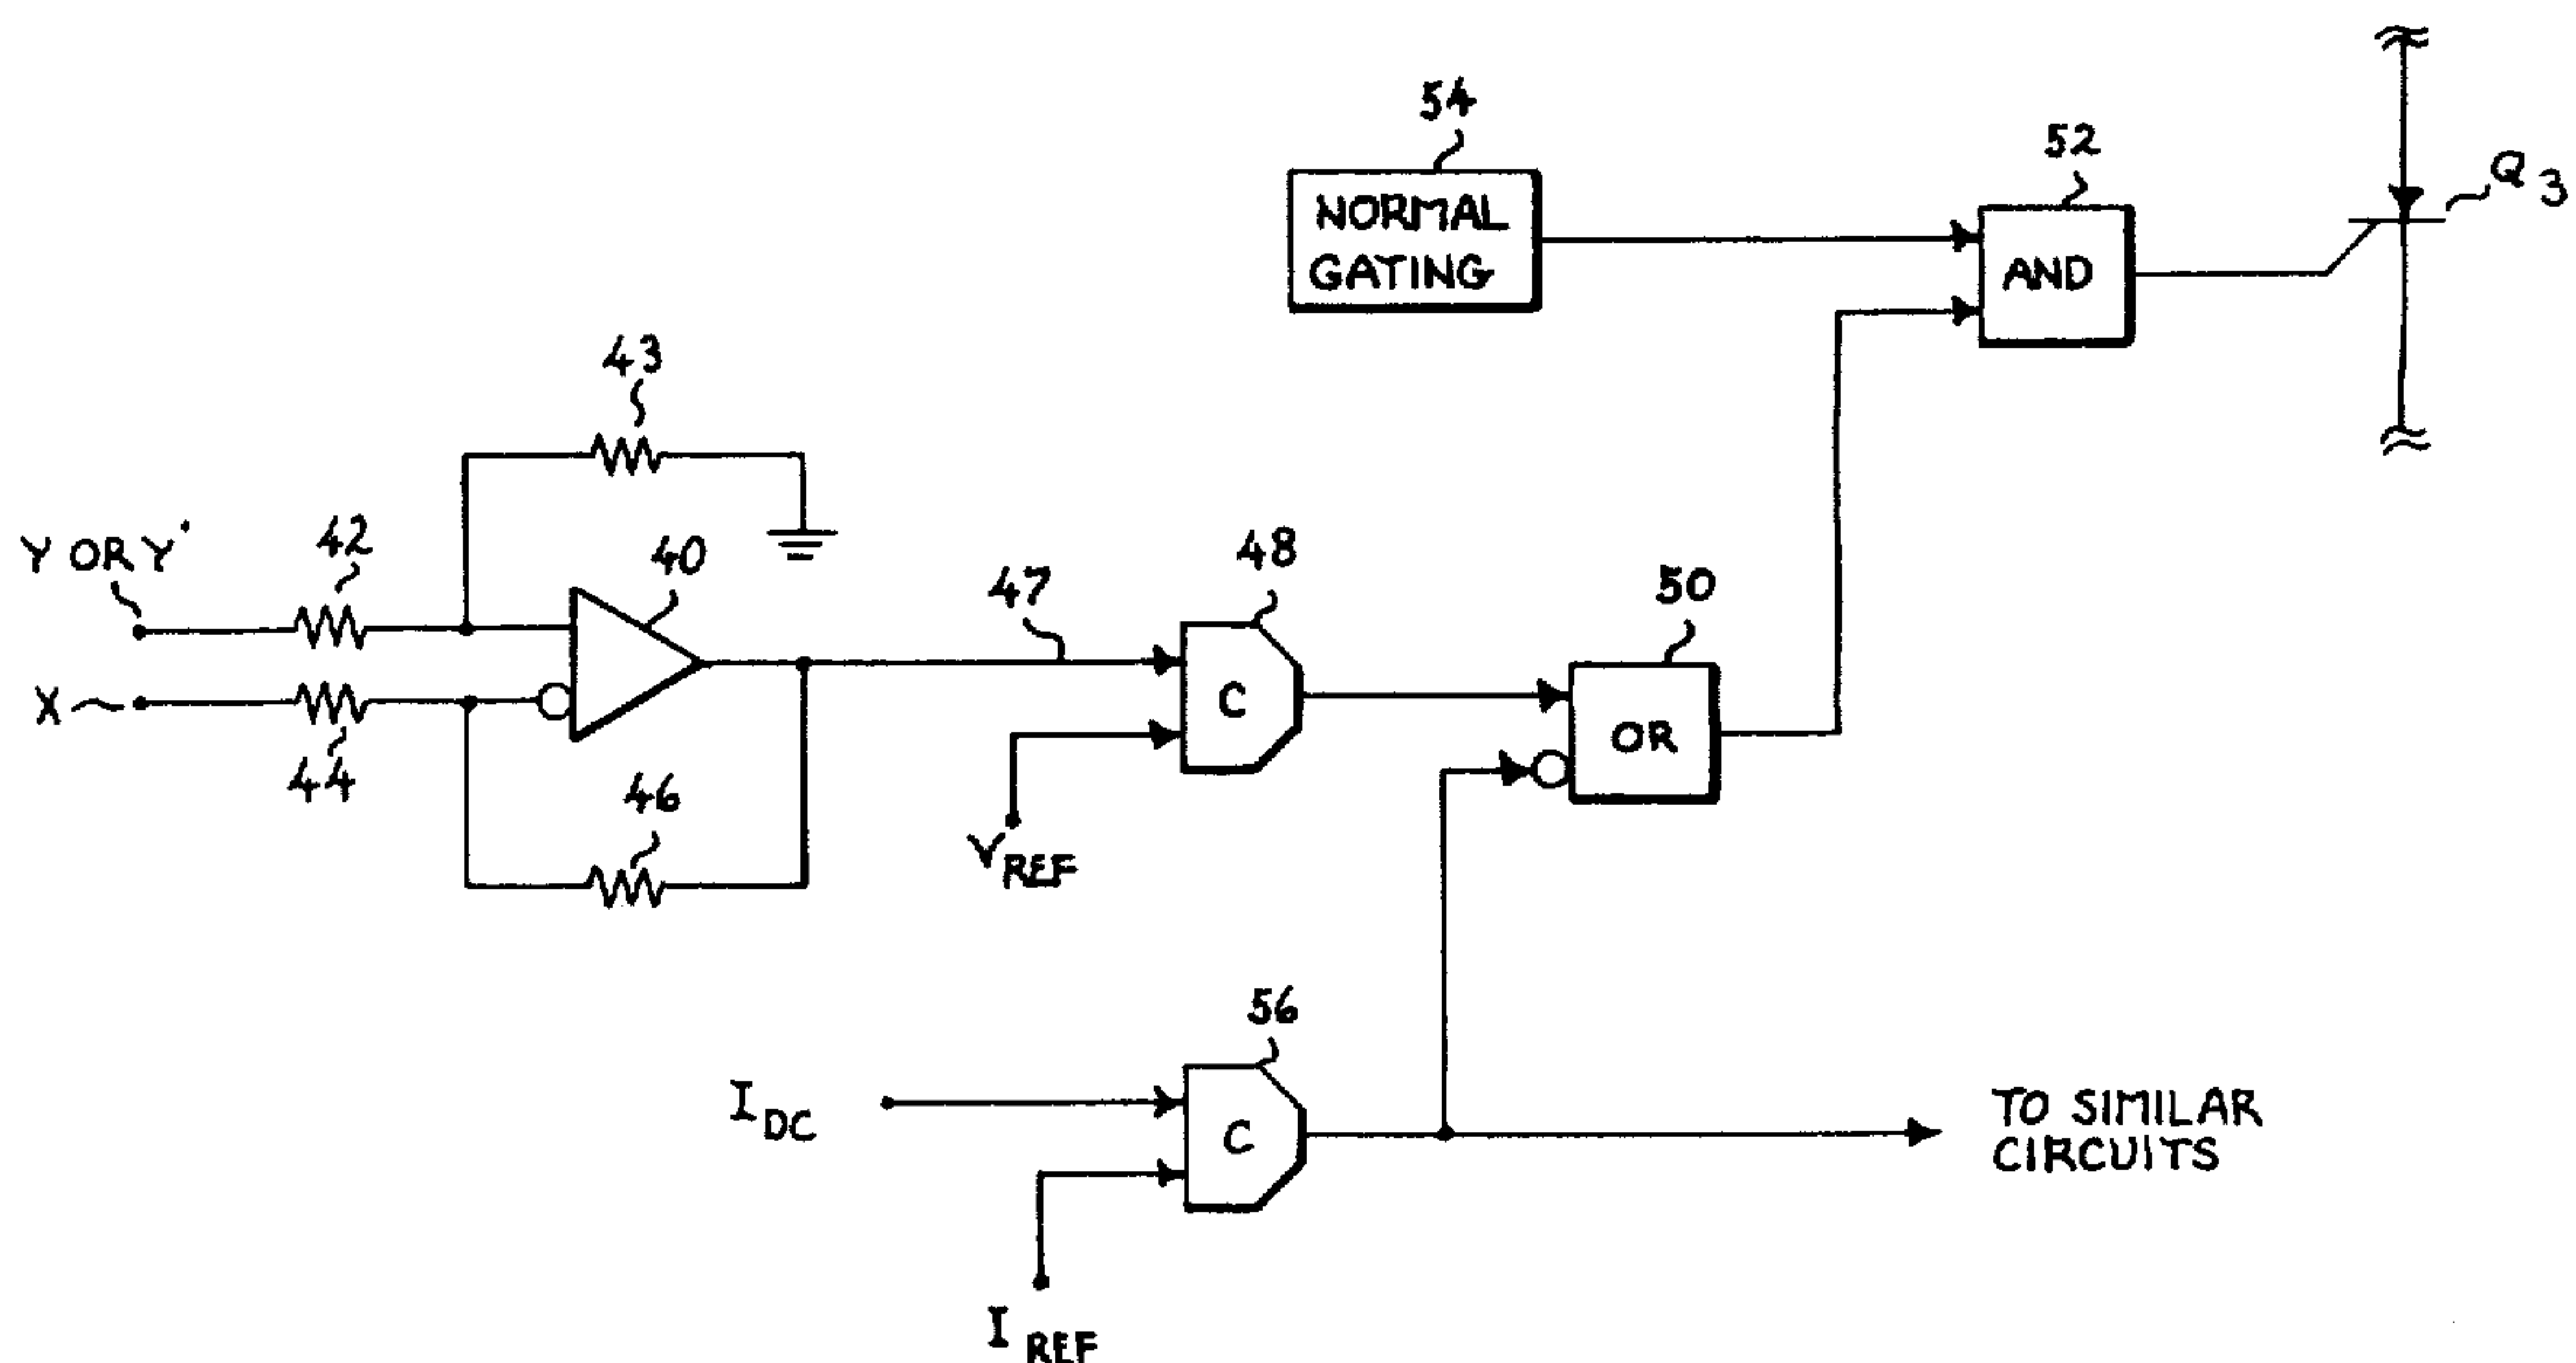 54
NORMAL
GATING
52
AND
Q3
43
Y OR Y'
42
40
X
44
46
47
48
C
VREF
50
OR
56
IDC
C
IREF
TO SIMILAR
CIRCUITS